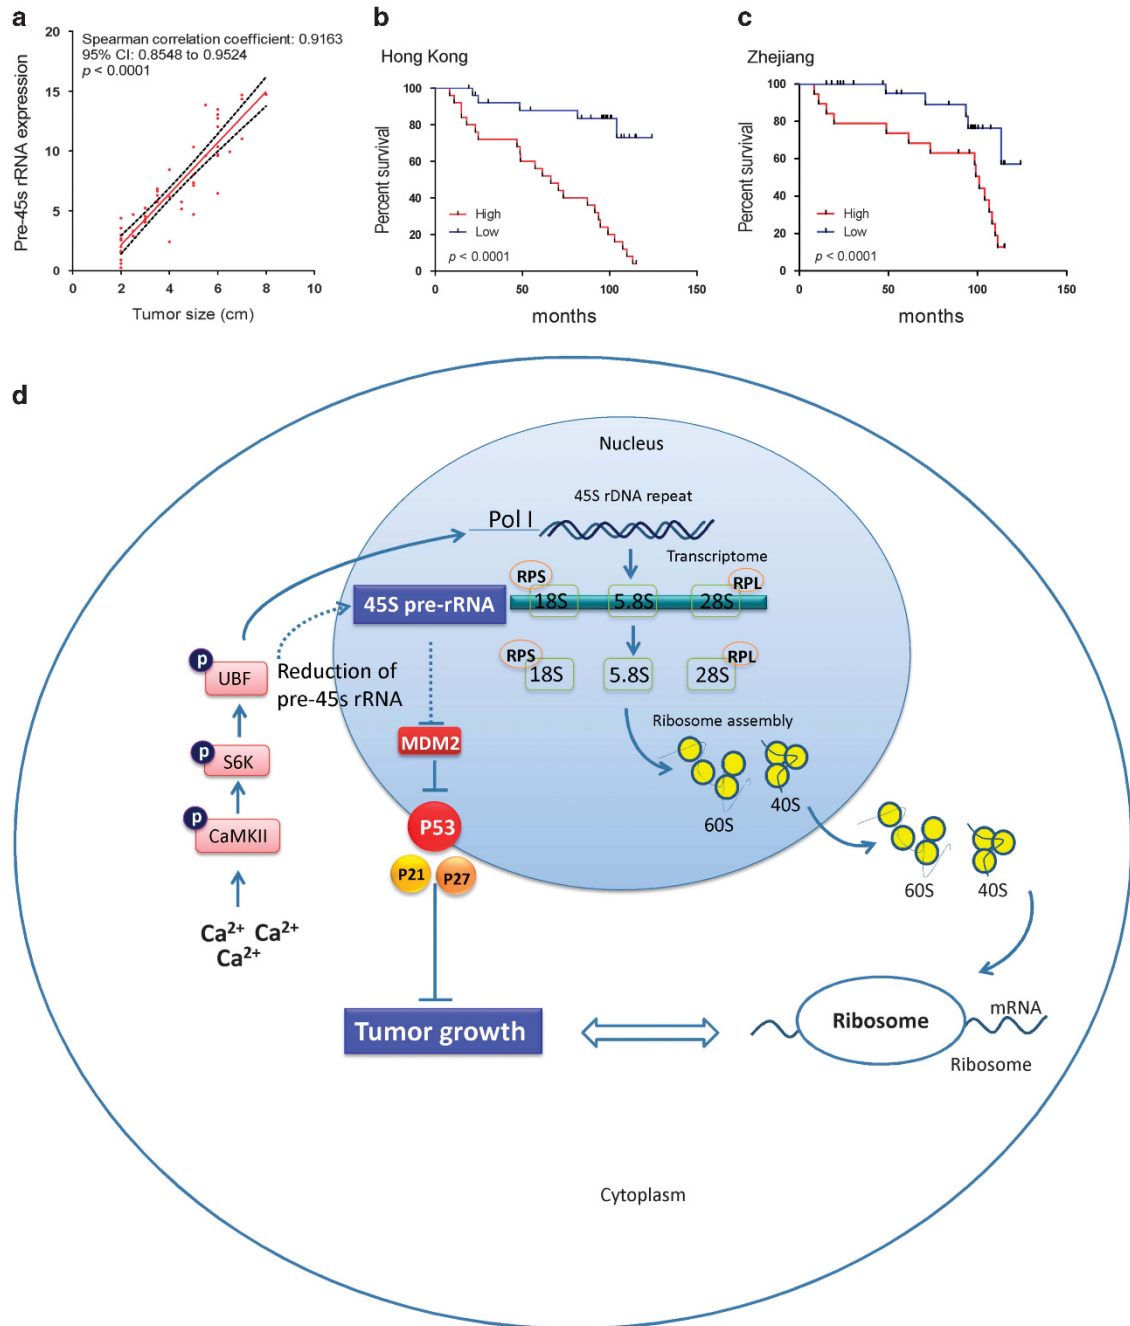 a
Spearman correlation coefficient: 0.9163
95% CI: 0.8548 to 0.9524
p < 0.0001
Pre-45s rRNA expression
20
15
10
5
0
0 2 4 6 8 10
Tumor size (cm)
b
Hong Kong
Percent survival
100
80
60
40
20
0
High
Low
p < 0.0001
0 50 100 150
months
c
Zhejiang
Percent survival
100
80
60
40
20
0
High
Low
p < 0.0001
0 50 100 150
months
d
Nucleus
45S rDNA repeat
Pol I
Transcriptome
RPS
RPL
45S pre-rRNA
18S 5.8S 28S
RPS
RPL
18S 5.8S 28S
p
UBF
Reduction of
pre-45s rRNA
p
S6K
p
CaMKII
Ca2+ Ca2+
Ca2+
MDM2
P53
P21 P27
Ribosome assembly
60S
40S
60S 40S
Tumor growth
Ribosome
mRNA
Ribosome
Cytoplasm